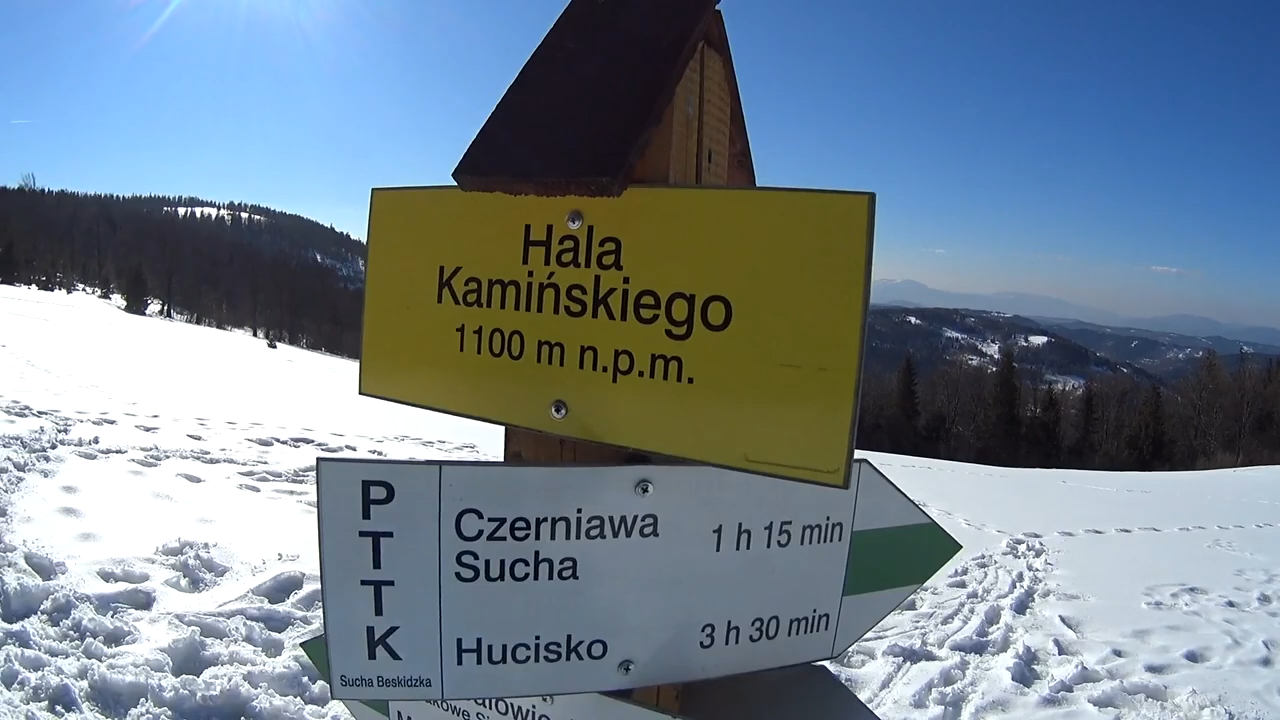 Hala
Kamińskiego
1100 m n.p.m.
PTTK
Sucha Beskidzka
Czerniawa 1 h 15 min
Sucha
Hucisko 3 h 30 min